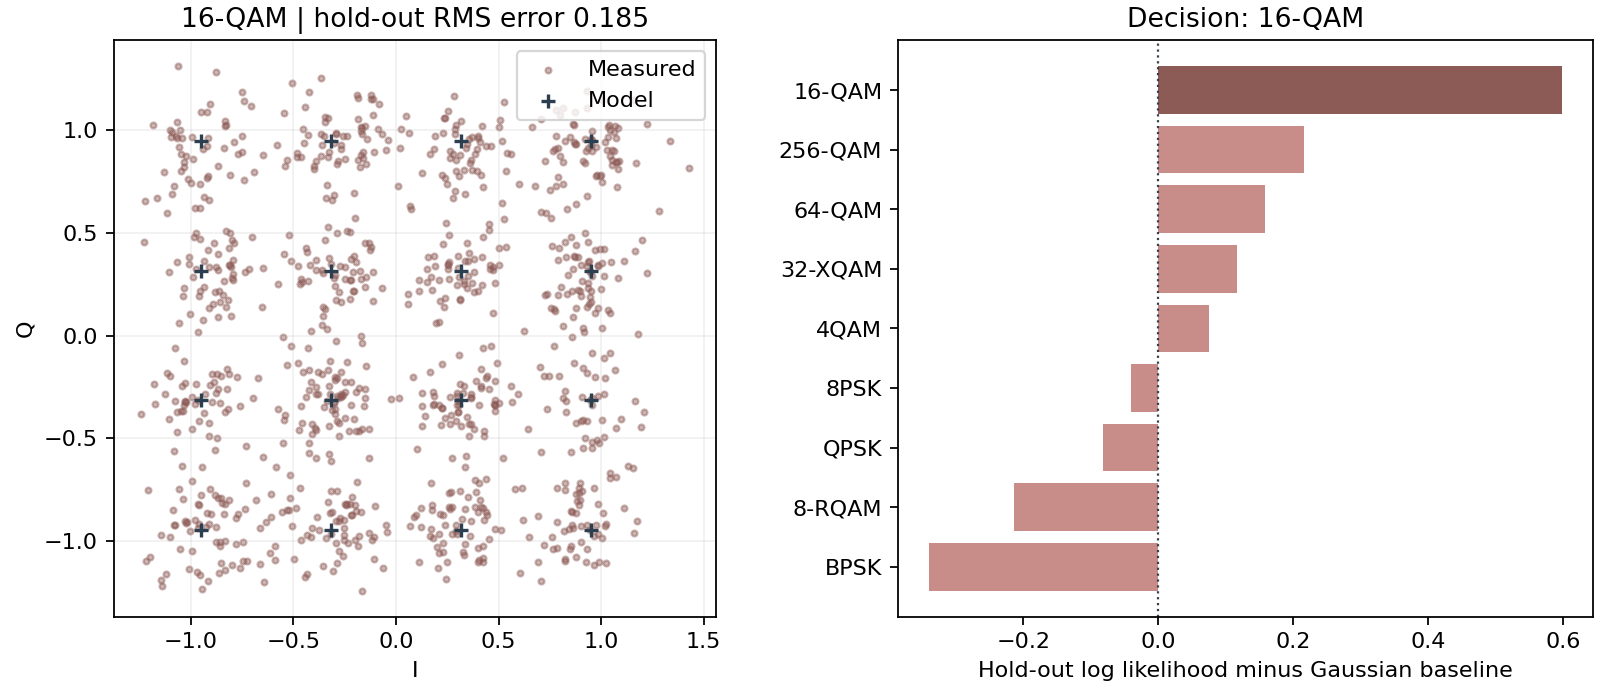 16-QAM | hold-out RMS error 0.185
Measured
Model
1.0
0.5
0.0
−0.5
−1.0
Q
−1.0
−0.5
0.0
0.5
1.0
1.5
I
Decision: 16-QAM
16-QAM
256-QAM
64-QAM
32-XQAM
4QAM
8PSK
QPSK
8-RQAM
BPSK
−0.2
0.0
0.2
0.4
0.6
Hold-out log likelihood minus Gaussian baseline